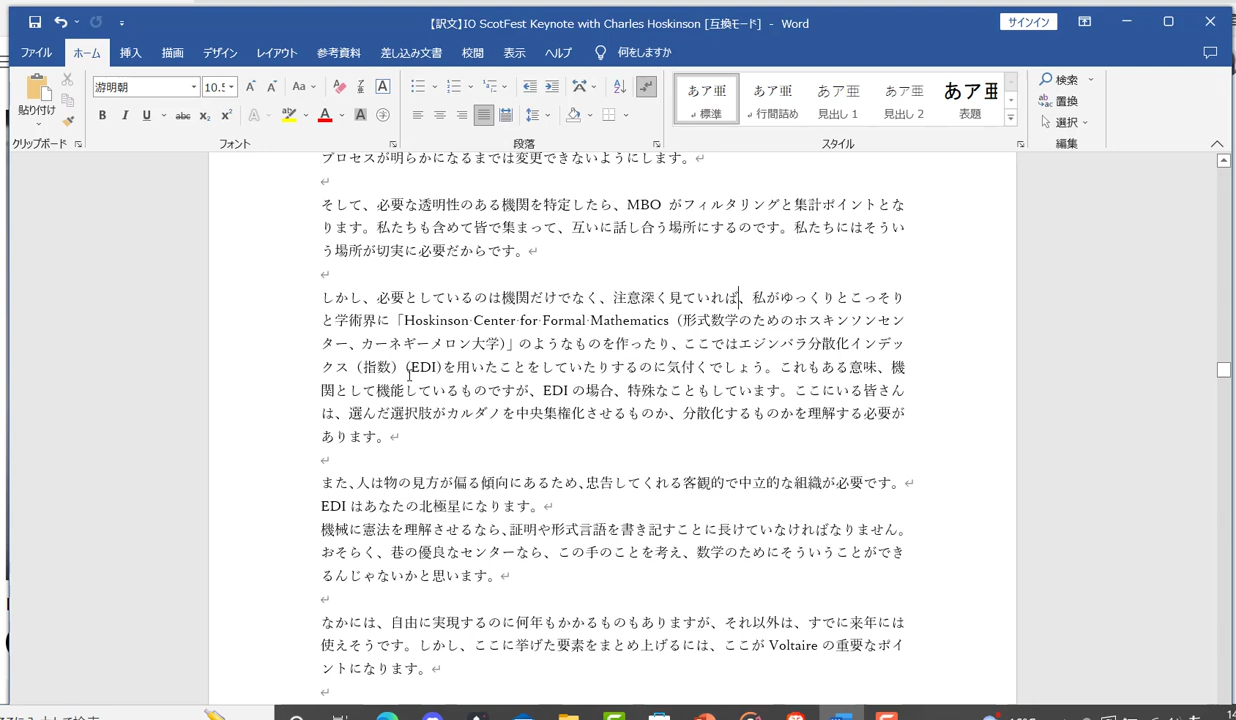 【訳文】IO ScotFest Keynote with Charles Hoskinson [互換モード] - Word
サインイン
ファイル ホーム 挿入 描画 デザイン レイアウト 参考資料 差し込み文書 校閲 表示 ヘルプ 何をしますか
貼り付け
游明朝 10.5
Aa
A
B I U abc x₂ x² A A A
クリップボード
フォント
段落
あア亜 標準
あア亜 行間詰め
あア亜 見出し 1
あア亜 見出し 2
あア亜 表題
スタイル
検索
置換
選択
編集
プロセスが明らかになるまでは変更できないようにします。
そして、必要な透明性のある機関を特定したら、MBO がフィルタリングと集計ポイントとな
ります。私たちも含めて皆で集まって、互いに話し合う場所にするのです。私たちにはそうい
う場所が切実に必要だからです。
しかし、必要としているのは機関だけでなく、注意深く見ていれば、私がゆっくりとこっそり
と学術界に「Hoskinson Center for Formal Mathematics（形式数学のためのホスキンソンセン
ター、カーネギーメロン大学)」のようなものを作ったり、ここではエジンバラ分散化インデッ
クス（指数）(EDI)を用いたことをしていたりするのに気付くでしょう。これもある意味、機
関として機能しているものですが、EDI の場合、特殊なこともしています。ここにいる皆さん
は、選んだ選択肢がカルダノを中央集権化させるものか、分散化するものかを理解する必要が
あります。
また、人は物の見方が偏る傾向にあるため、忠告してくれる客観的で中立的な組織が必要です。
EDI はあなたの北極星になります。
機械に憲法を理解させるなら、証明や形式言語を書き記すことに長けていなければなりません。
おそらく、巷の優良なセンターなら、この手のことを考え、数学のためにそういうことができ
るんじゃないかと思います。
なかには、自由に実現するのに何年もかかるものもありますが、それ以外は、すでに来年には
使えそうです。しかし、ここに挙げた要素をまとめ上げるには、ここが Voltaire の重要なポイ
ントになります。